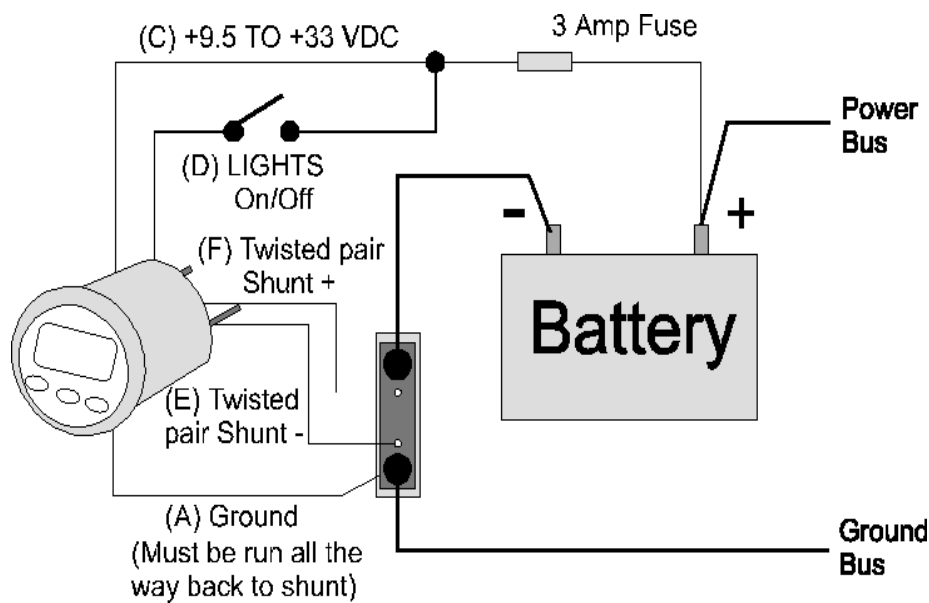 (C) +9.5 TO +33 VDC
3 Amp Fuse
Power
Bus
(D) LIGHTS
On/Off
- +
(F) Twisted pair
Shunt +
Battery
(E) Twisted
pair Shunt -
(A) Ground
(Must be run all the
way back to shunt)
Ground
Bus